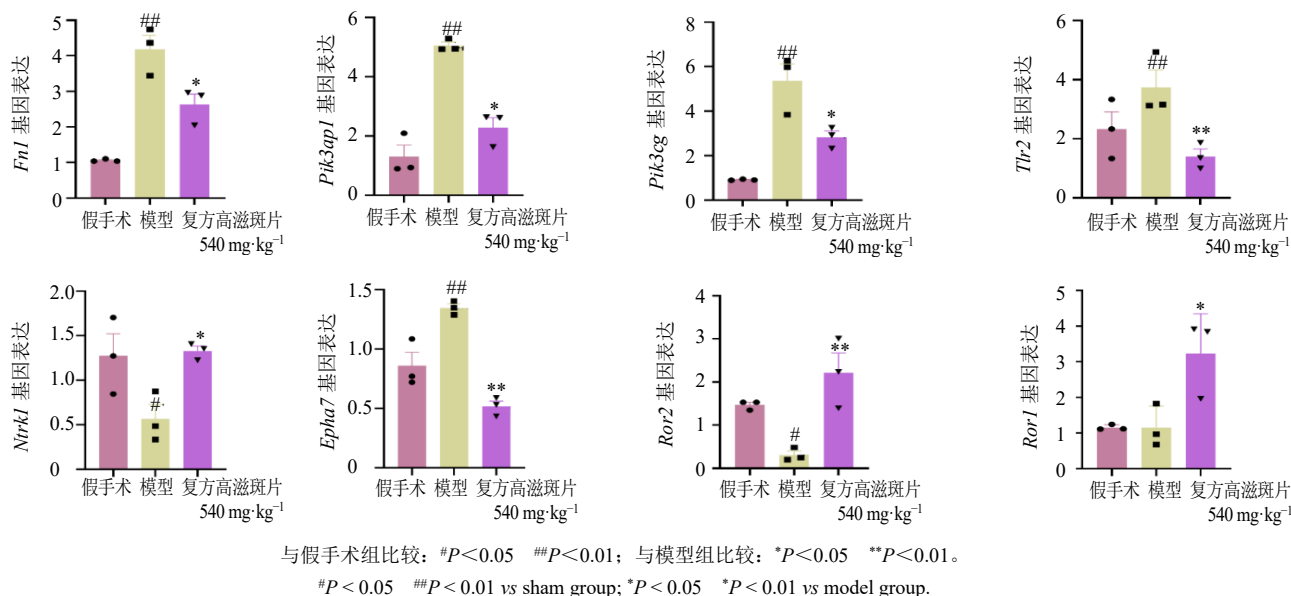 Fn1 基因表达
5
4
3
2
1
0
##
*
假手术 模型 复方高滋斑片
540 mg·kg⁻¹
Pik3ap1 基因表达
6
4
2
0
##
*
假手术 模型 复方高滋斑片
540 mg·kg⁻¹
Pik3cg 基因表达
8
6
4
2
0
##
*
假手术 模型 复方高滋斑片
540 mg·kg⁻¹
Tlr2 基因表达
6
4
2
0
##
**
假手术 模型 复方高滋斑片
540 mg·kg⁻¹
Ntrk1 基因表达
2.0
1.5
1.0
0.5
0
#
*
假手术 模型 复方高滋斑片
540 mg·kg⁻¹
Epha7 基因表达
1.5
1.0
0.5
0
##
**
假手术 模型 复方高滋斑片
540 mg·kg⁻¹
Ror2 基因表达
4
3
2
1
0
#
**
假手术 模型 复方高滋斑片
540 mg·kg⁻¹
Ror1 基因表达
5
4
3
2
1
0
*
假手术 模型 复方高滋斑片
540 mg·kg⁻¹
与假手术组比较：#P＜0.05 ##P＜0.01；与模型组比较：*P＜0.05 **P＜0.01。
#P < 0.05 ##P < 0.01 vs sham group; *P < 0.05 *P < 0.01 vs model group.